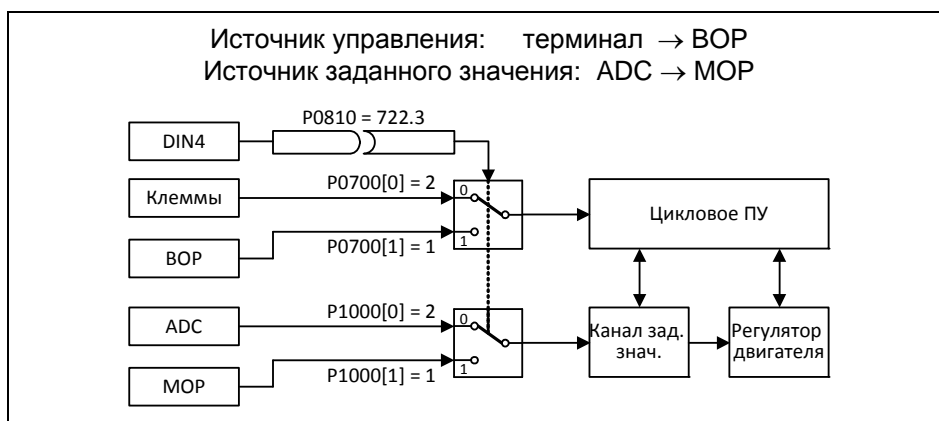 Источник управления: терминал → BOP
Источник заданного значения: ADC → MOP
P0810 = 722.3
DIN4
Клеммы
P0700[0] = 2
0
1
BOP
P0700[1] = 1
Цикловое ПУ
ADC
P1000[0] = 2
0
1
MOP
P1000[1] = 1
Канал зад.
знач.
Регулятор
двигателя